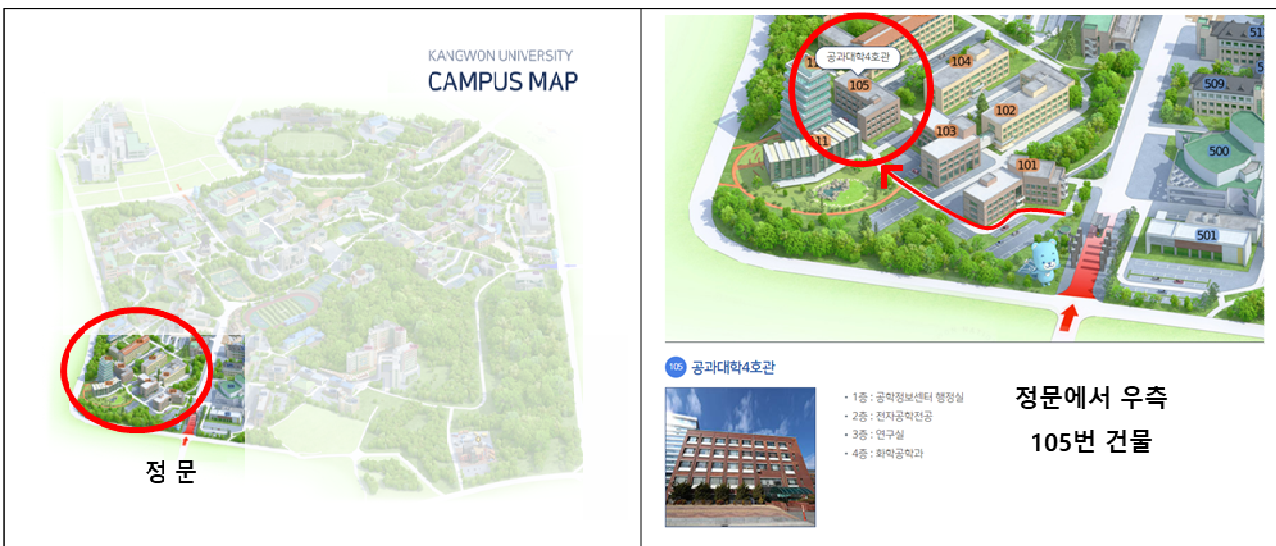 KANGWON UNIVERSITY
CAMPUS MAP
정 문
공과대학4호관
105
104
102
103
101
509
500
501
105 공과대학4호관
• 1층 : 공학정보센터 행정실
• 2층 : 전자공학전공
• 3층 : 연구실
• 4층 : 화학공학과
정문에서 우측
105번 건물